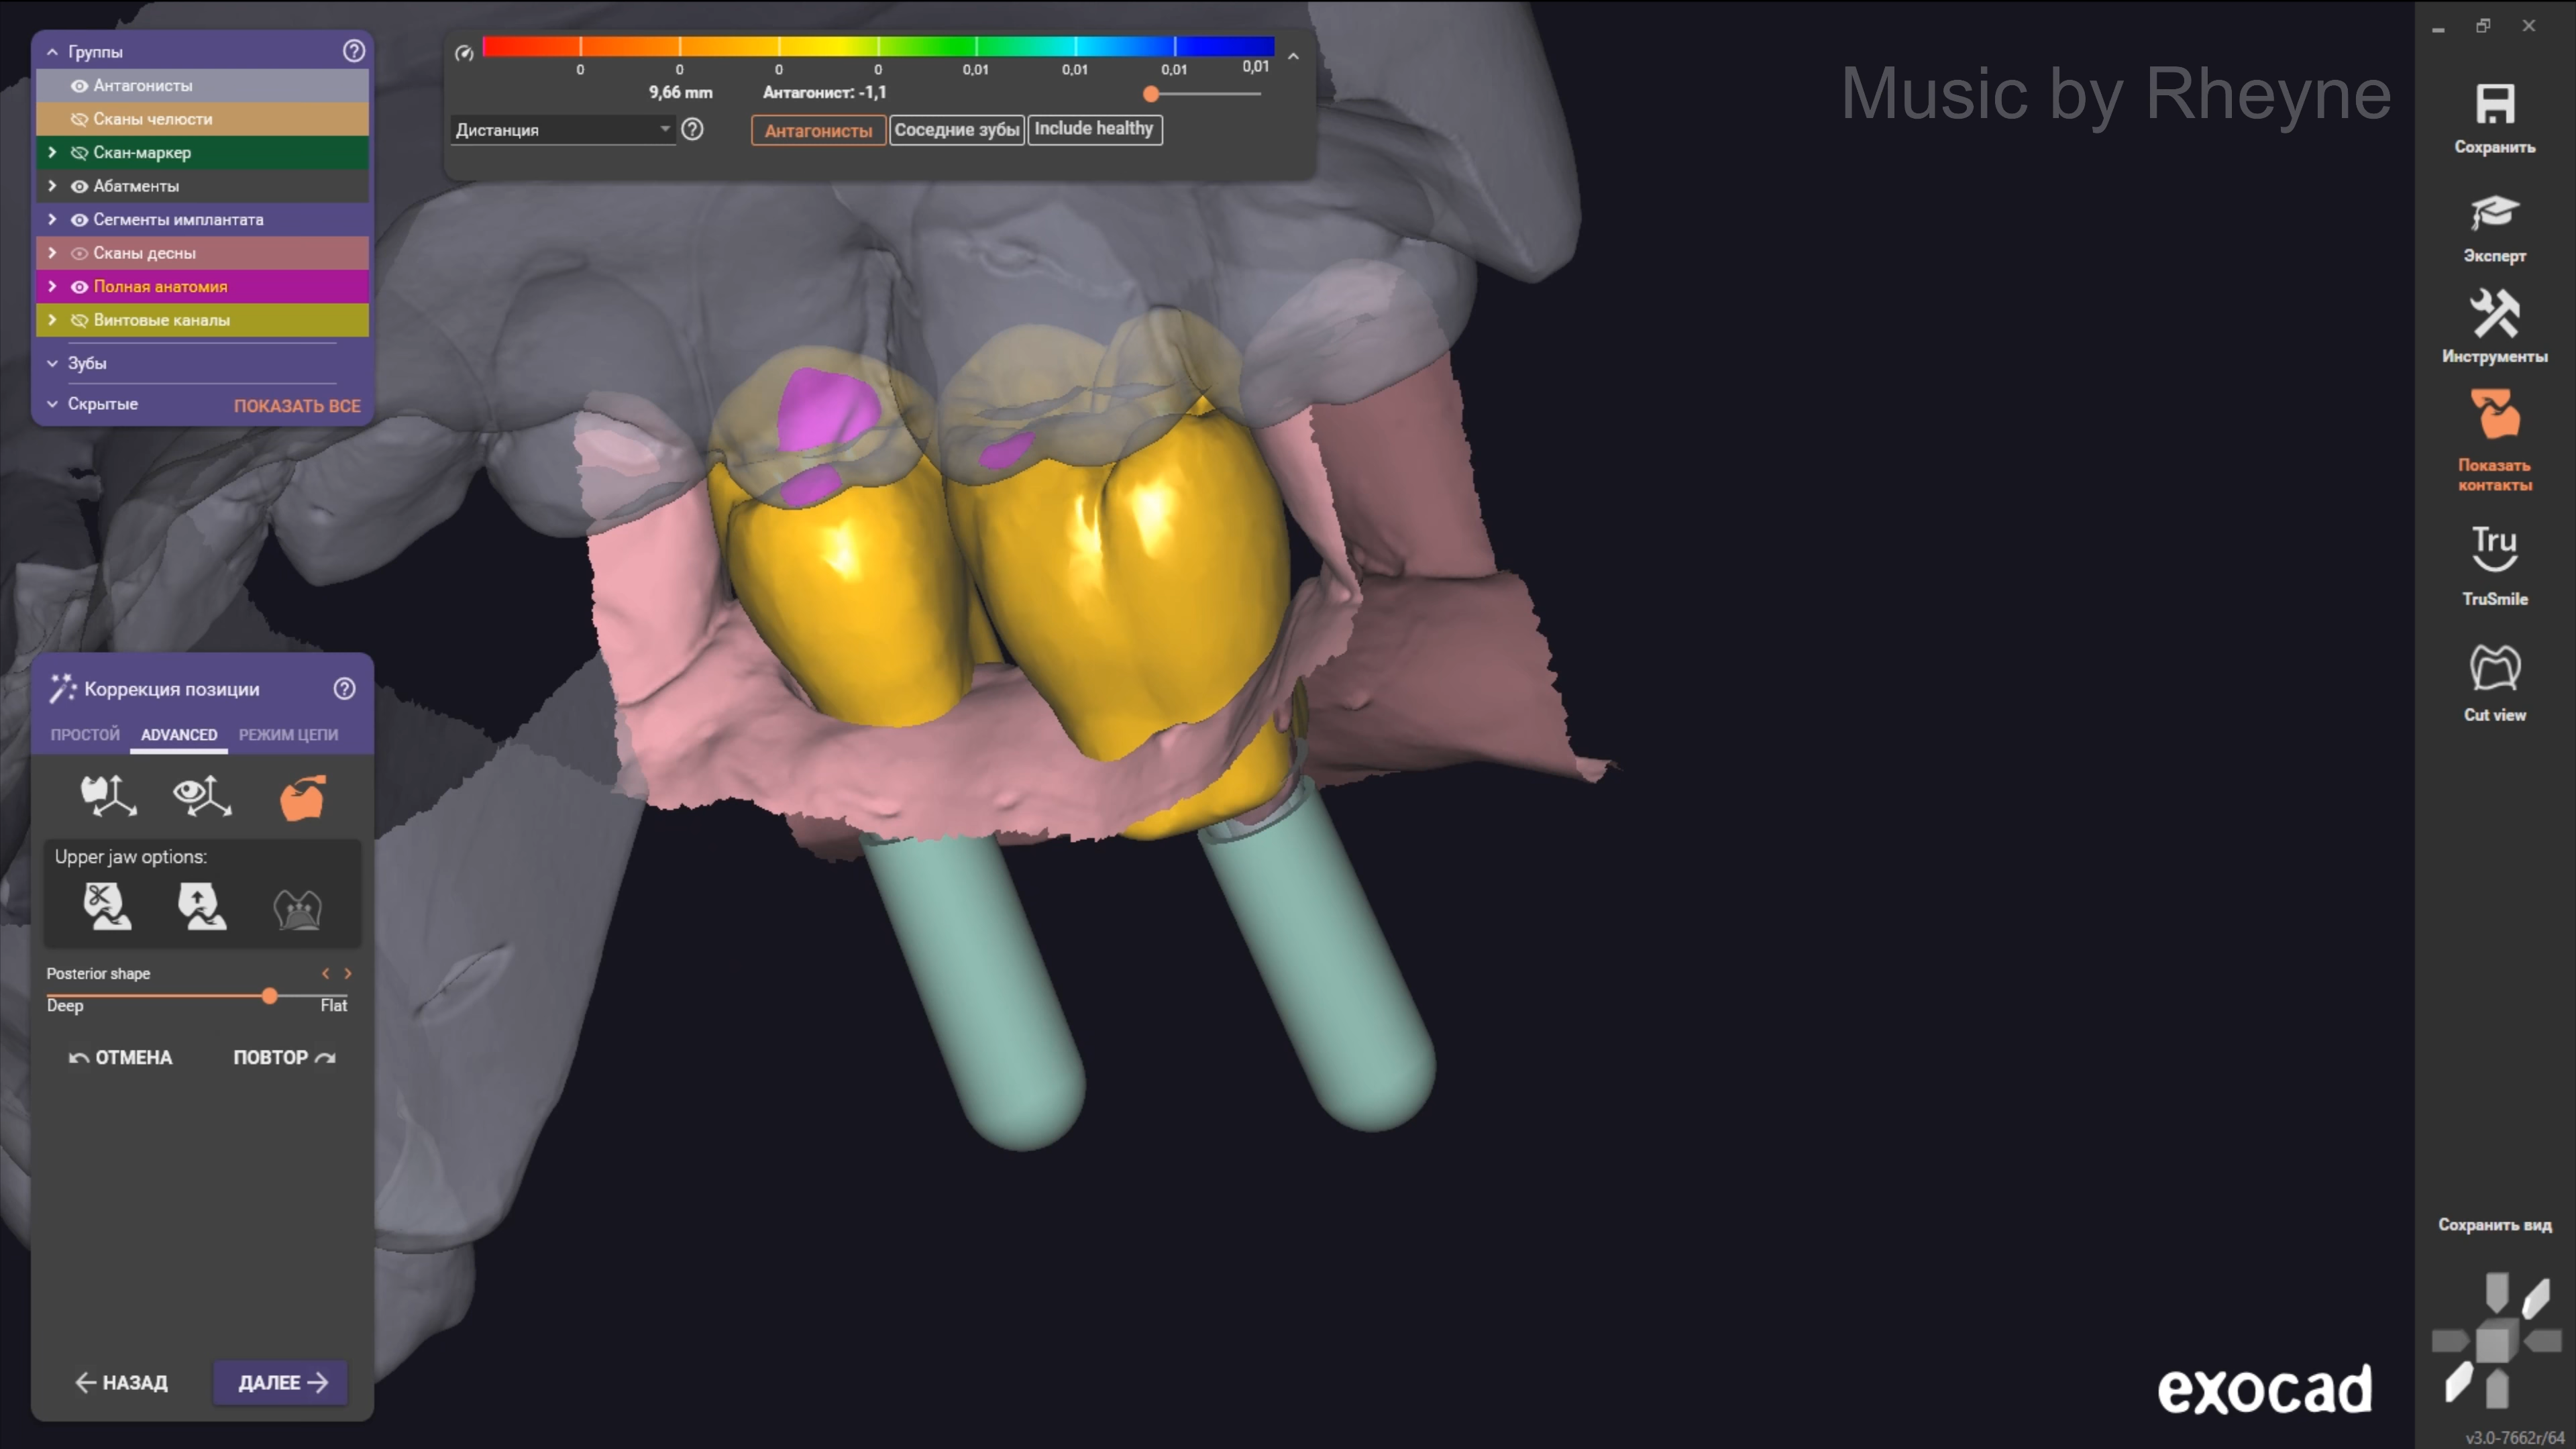 Группы
Антагонисты
Сканы челюсти
Скан-маркер
Абатменты
Сегменты имплантата
Сканы десны
Полная анатомия
Винтовые каналы
Зубы
Скрытые ПОКАЗАТЬ ВСЕ
0 0 0 0 0,01 0,01 0,01 0,01
9,66 mm Антагонист: -1,1
Дистанция Антагонисты Соседние зубы Include healthy
Music by Rheyne
Сохранить
Эксперт
Инструменты
Показать
контакты
Tru
TruSmile
Cut view
Коррекция позиции
ПРОСТОЙ ADVANCED РЕЖИМ ЦЕПИ
Upper jaw options:
Posterior shape
Deep Flat
ОТМЕНА ПОВТОР
НАЗАД ДАЛЕЕ
Сохранить вид
exocad
v3.0-7662r/64